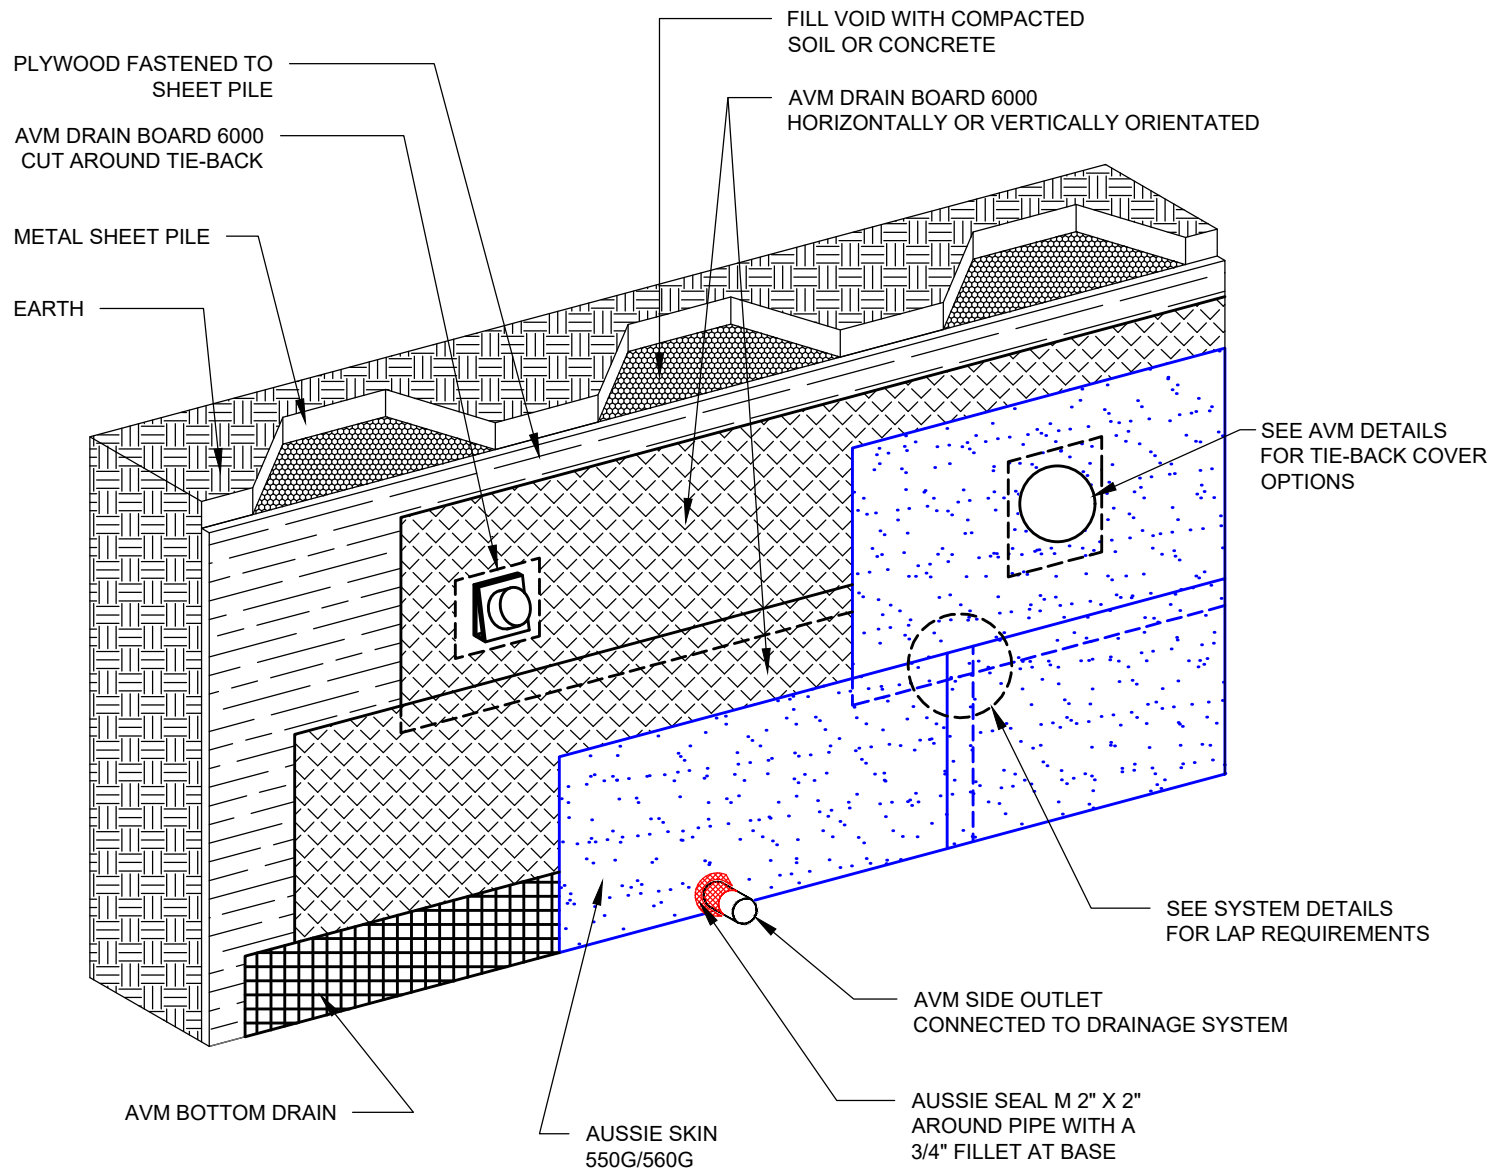 FILL VOID WITH COMPACTED
SOIL OR CONCRETE
PLYWOOD FASTENED TO
SHEET PILE
AVM DRAIN BOARD 6000
HORIZONTALLY OR VERTICALLY ORIENTATED
AVM DRAIN BOARD 6000
CUT AROUND TIE-BACK
METAL SHEET PILE
EARTH
SEE AVM DETAILS
FOR TIE-BACK COVER
OPTIONS
SEE SYSTEM DETAILS
FOR LAP REQUIREMENTS
AVM SIDE OUTLET
CONNECTED TO DRAINAGE SYSTEM
AUSSIE SEAL M 2" X 2"
AROUND PIPE WITH A
3/4" FILLET AT BASE
AVM BOTTOM DRAIN
AUSSIE SKIN
550G/560G